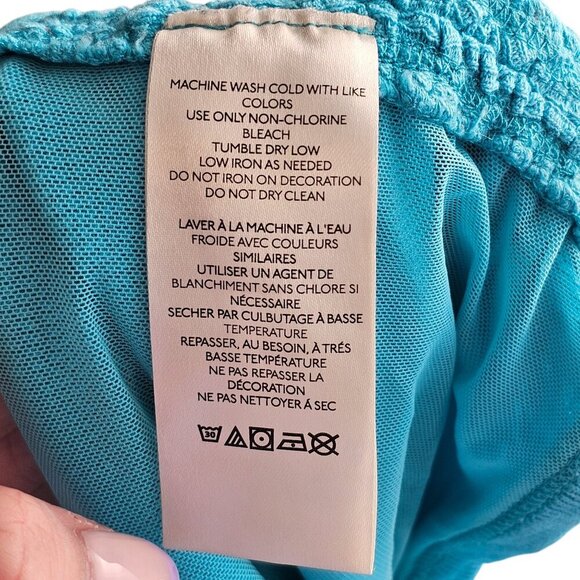 MACHINE WASH COLD WITH LIKE
COLORS
USE ONLY NON-CHLORINE
BLEACH
TUMBLE DRY LOW
LOW IRON AS NEEDED
DO NOT IRON ON DECORATION
DO NOT DRY CLEAN
LAVER À LA MACHINE À L'EAU
FROIDE AVEC COULEURS
SIMILAIRES
UTILISER UN AGENT DE
BLANCHIMENT SANS CHLORE SI
NÉCESSAIRE
SECHER PAR CULBUTAGE À BASSE
TEMPERATURE
REPASSER, AU BESOIN, À TRÉS
BASSE TEMPÉRATURE
NE PAS REPASSER LA
DÉCORATION
NE PAS NETTOYER Á SEC
30